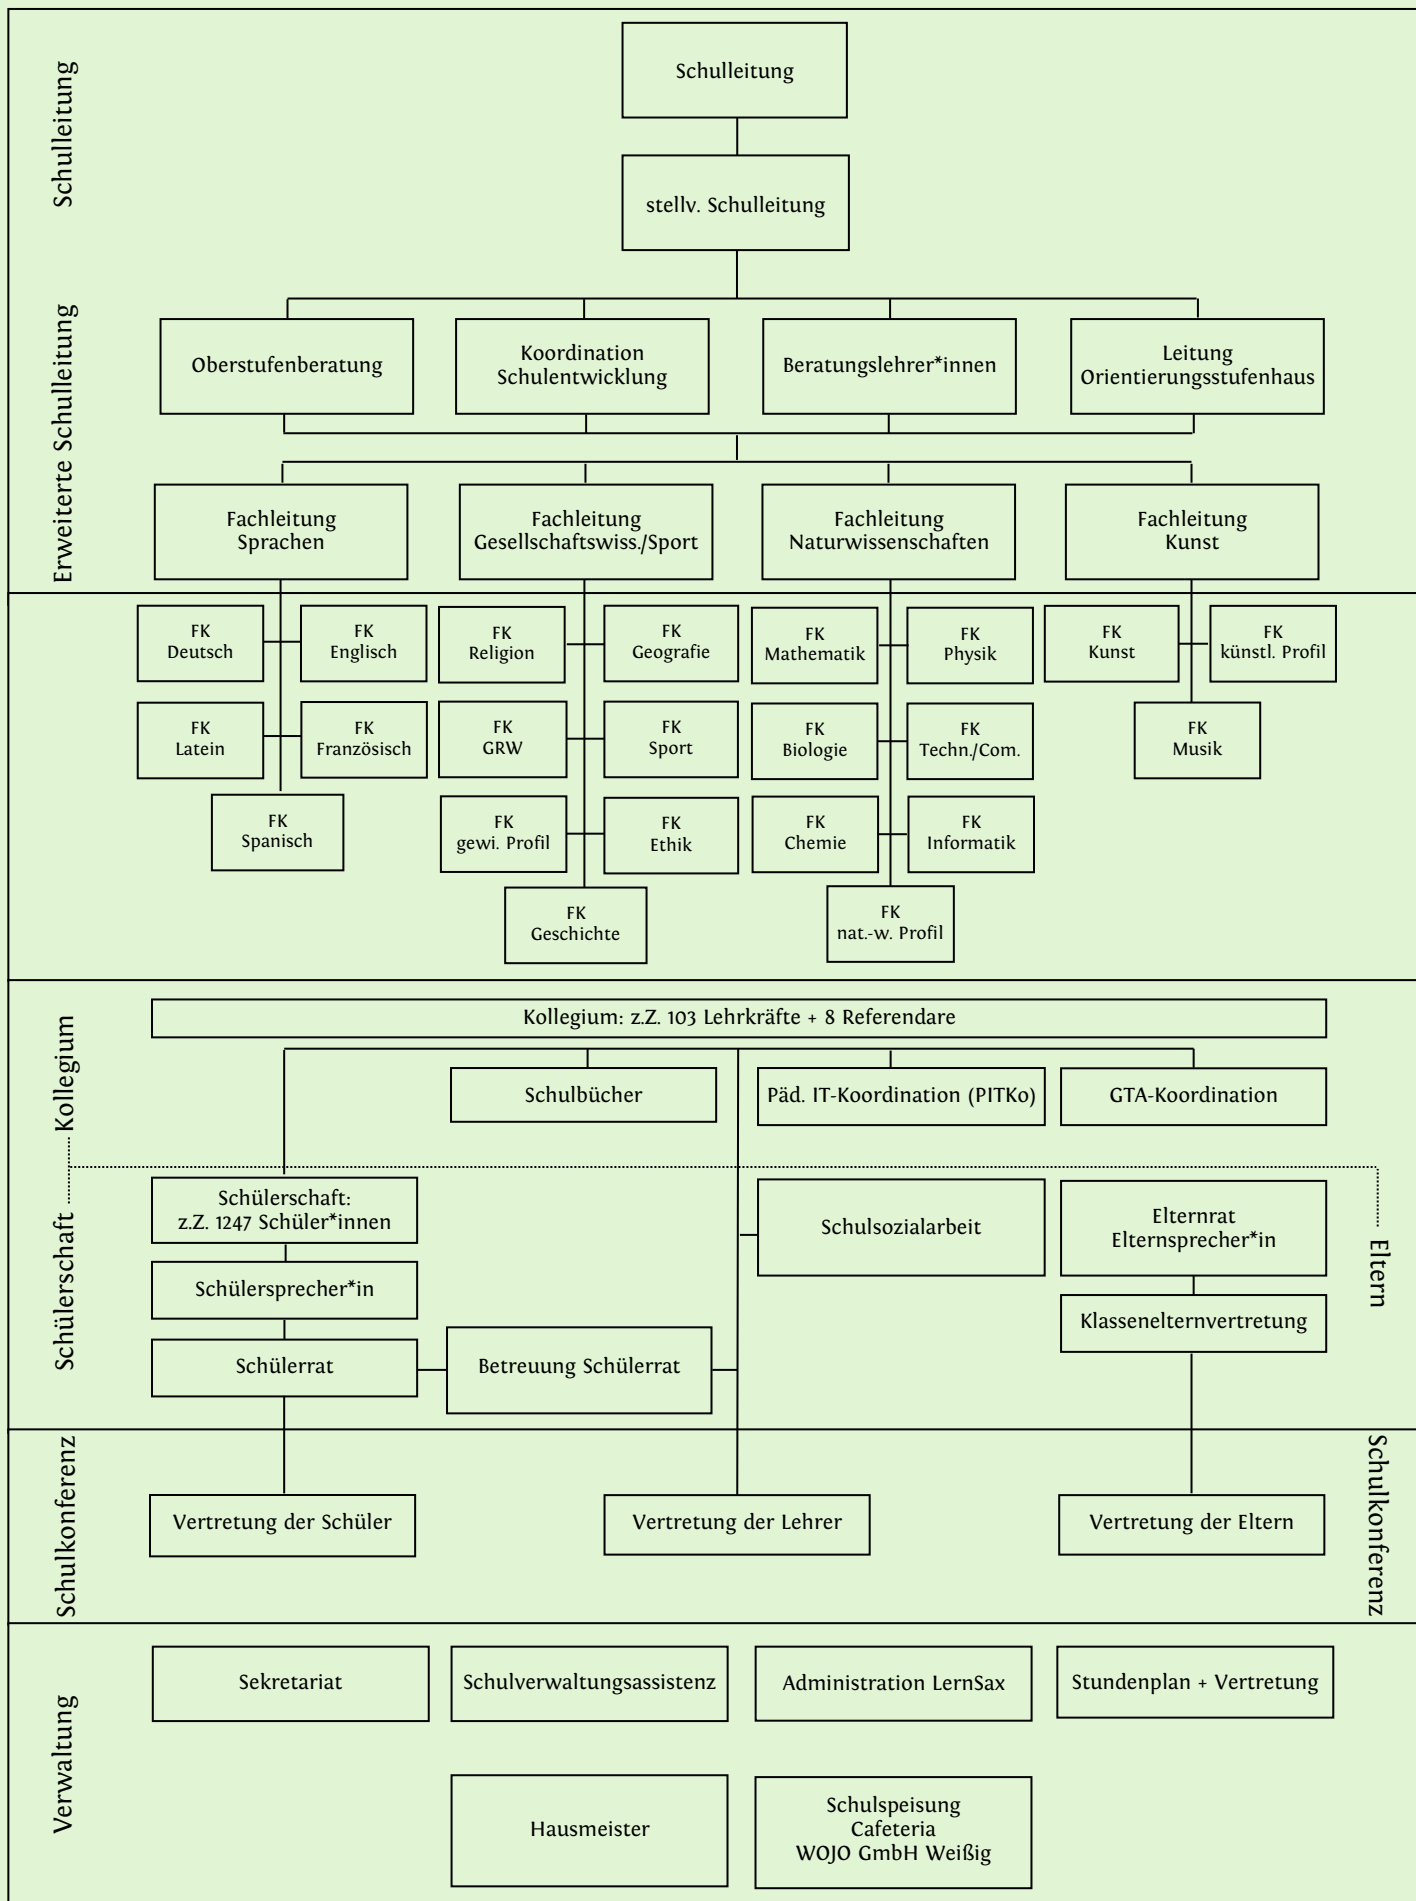 Schulleitung
Schulleitung
stellv. Schulleitung
Erweiterte Schulleitung
Oberstufenberatung
Koordination
Schulentwicklung
Beratungslehrer*innen
Leitung
Orientierungsstufenhaus
Fachleitung
Sprachen
Fachleitung
Gesellschaftswiss./Sport
Fachleitung
Naturwissenschaften
Fachleitung
Kunst
FK
Deutsch
FK
Englisch
FK
Religion
FK
Geografie
FK
Mathematik
FK
Physik
FK
Kunst
FK
künstl. Profil
FK
Latein
FK
Französisch
FK
GRW
FK
Sport
FK
Biologie
FK
Techn./Com.
FK
Musik
FK
Spanisch
FK
gewi. Profil
FK
Ethik
FK
Chemie
FK
Informatik
FK
Geschichte
FK
nat.-w. Profil
Kollegium
Kollegium: z.Z. 103 Lehrkräfte + 8 Referendare
Schulbücher
Päd. IT-Koordination (PITKo)
GTA-Koordination
Schülerschaft
Schülerschaft:
z.Z. 1247 Schüler*innen
Schulsozialarbeit
Elternrat
Elternsprecher*in
Eltern
Schülersprecher*in
Klassenelternvertretung
Schülerrat
Betreuung Schülerrat
Schulkonferenz
Vertretung der Schüler
Vertretung der Lehrer
Vertretung der Eltern
Schulkonferenz
Verwaltung
Sekretariat
Schulverwaltungsassistenz
Administration LernSax
Stundenplan + Vertretung
Hausmeister
Schulspeisung
Cafeteria
WOJO GmbH Weißig